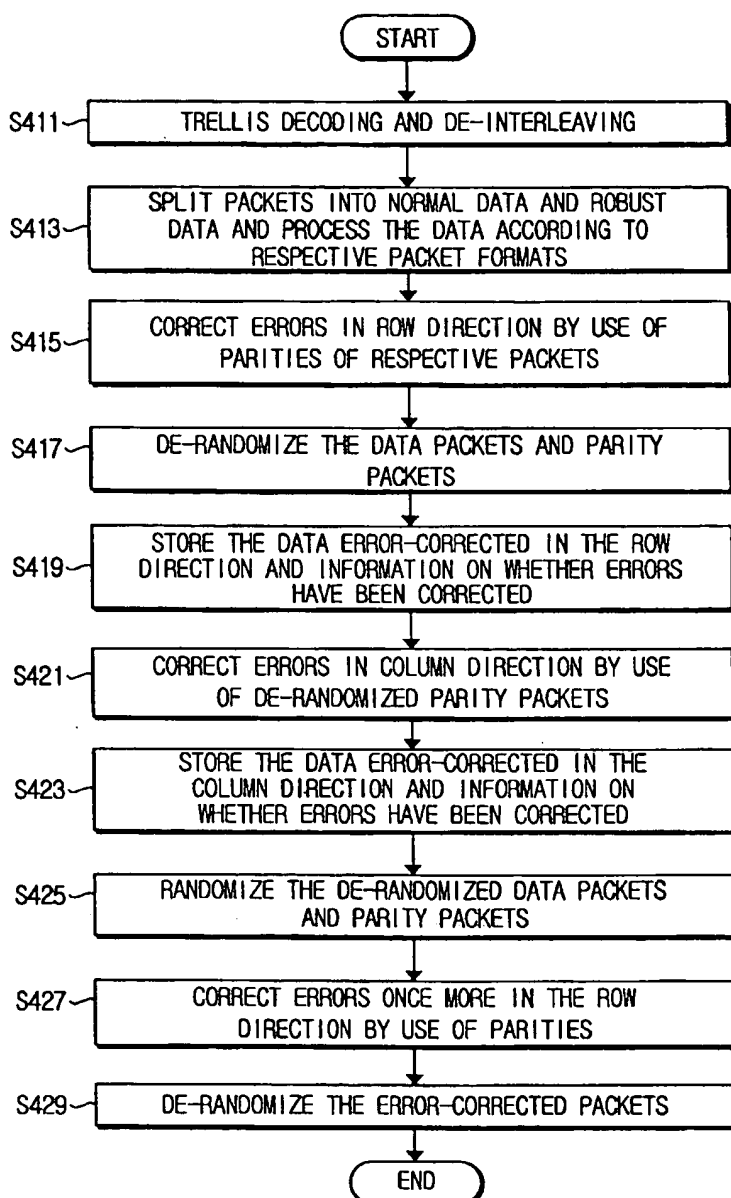 START
S411 TRELLIS DECODING AND DE-INTERLEAVING
S413 SPLIT PACKETS INTO NORMAL DATA AND ROBUST
DATA AND PROCESS THE DATA ACCORDING TO
RESPECTIVE PACKET FORMATS
S415 CORRECT ERRORS IN ROW DIRECTION BY USE OF
PARITIES OF RESPECTIVE PACKETS
S417 DE-RANDOMIZE THE DATA PACKETS AND PARITY
PACKETS
S419 STORE THE DATA ERROR-CORRECTED IN THE ROW
DIRECTION AND INFORMATION ON WHETHER ERRORS
HAVE BEEN CORRECTED
S421 CORRECT ERRORS IN COLUMN DIRECTION BY USE
OF DE-RANDOMIZED PARITY PACKETS
S423 STORE THE DATA ERROR-CORRECTED IN THE
COLUMN DIRECTION AND INFORMATION ON
WHETHER ERRORS HAVE BEEN CORRECTED
S425 RANDOMIZE THE DE-RANDOMIZED DATA PACKETS
AND PARITY PACKETS
S427 CORRECT ERRORS ONCE MORE IN THE ROW
DIRECTION BY USE OF PARITIES
S429 DE-RANDOMIZE THE ERROR-CORRECTED PACKETS
END